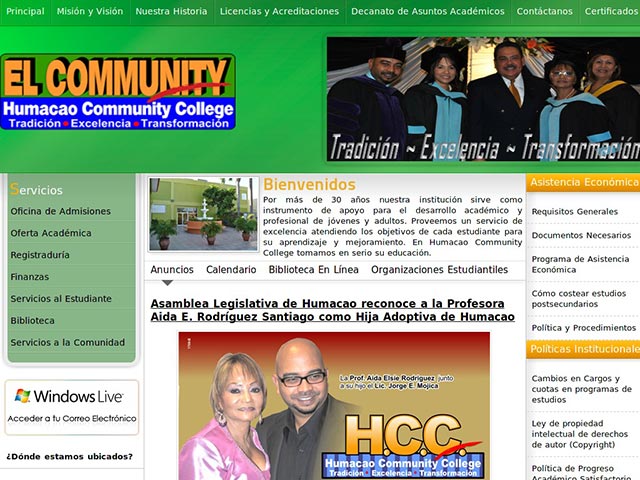 Principal
Misión y Visión
Nuestra Historia
Licencias y Acreditaciones
Decanato de Asuntos Académicos
Contáctanos
Certificados
EL COMMUNITY
Humacao Community College
Tradición • Excelencia • Transformación
Tradición ~ Excelencia ~ Transformación
Servicios
Oficina de Admisiones
Oferta Académica
Registraduría
Finanzas
Servicios al Estudiante
Biblioteca
Servicios a la Comunidad
Windows Live™
Acceder a tu Correo Electrónico
¿Dónde estamos ubicados?
Bienvenidos
Por más de 30 años nuestra institución sirve como
instrumento de apoyo para el desarrollo académico y
profesional de jóvenes y adultos. Proveemos un servicio de
excelencia atendiendo los objetivos de cada estudiante para
su aprendizaje y mejoramiento. En Humacao Community
College tomamos en serio su educación.
Anuncios
Calendario
Biblioteca En Línea
Organizaciones Estudiantiles
Asamblea Legislativa de Humacao reconoce a la Profesora
Aida E. Rodríguez Santiago como Hija Adoptiva de Humacao
La Prof. Aida Elsie Rodríguez junto
a su hijo el Lic. Jorge E. Mojica
H.C.C.
Humacao Community College
Tradición • Excelencia • Transformacion
Asistencia Económica
Requisitos Generales
Documentos Necesarios
Programa de Asistencia
Económica
Cómo costear estudios
postsecundarios
Política y Procedimientos
Políticas Institucionale
Cambios en Cargos y
cuotas en programas de
estudios
Ley de propiedad
intelectual de derechos
de autor (Copyright)
Política de Progreso
Académico Satisfactorio